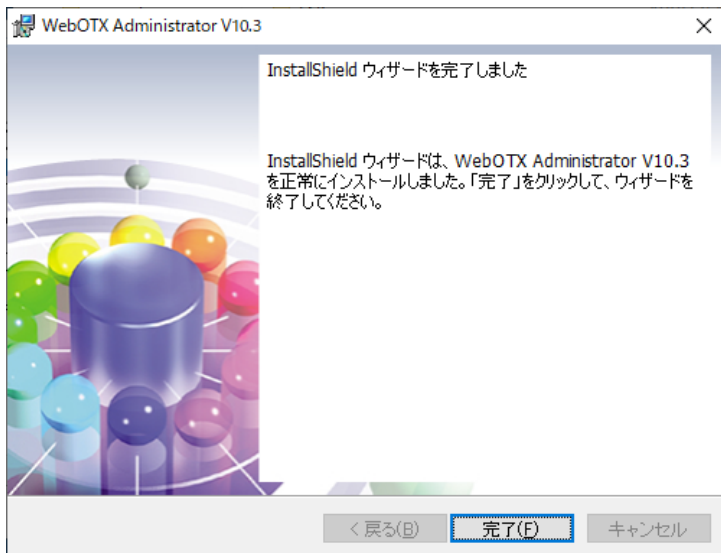 WebOTX Administrator V10.3
InstallShield ウィザードを完了しました
InstallShield ウィザードは、WebOTX Administrator V10.3
を正常にインストールしました。「完了」をクリックして、ウィザードを
終了してください。
< 戻る(B)
完了(F)
キャンセル